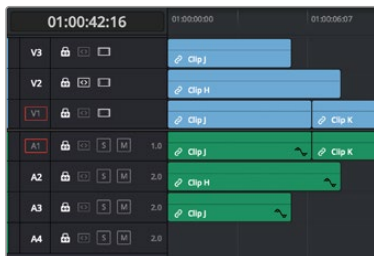 01:00:42:16 01:00:00:00 01:00:06:07
V3 Clip J
V2 Clip H
V1 Clip J Clip K
A1 S M 1.0 Clip J Clip K
A2 S M 2.0 Clip H
A3 S M 2.0 Clip J
A4 S M 2.0